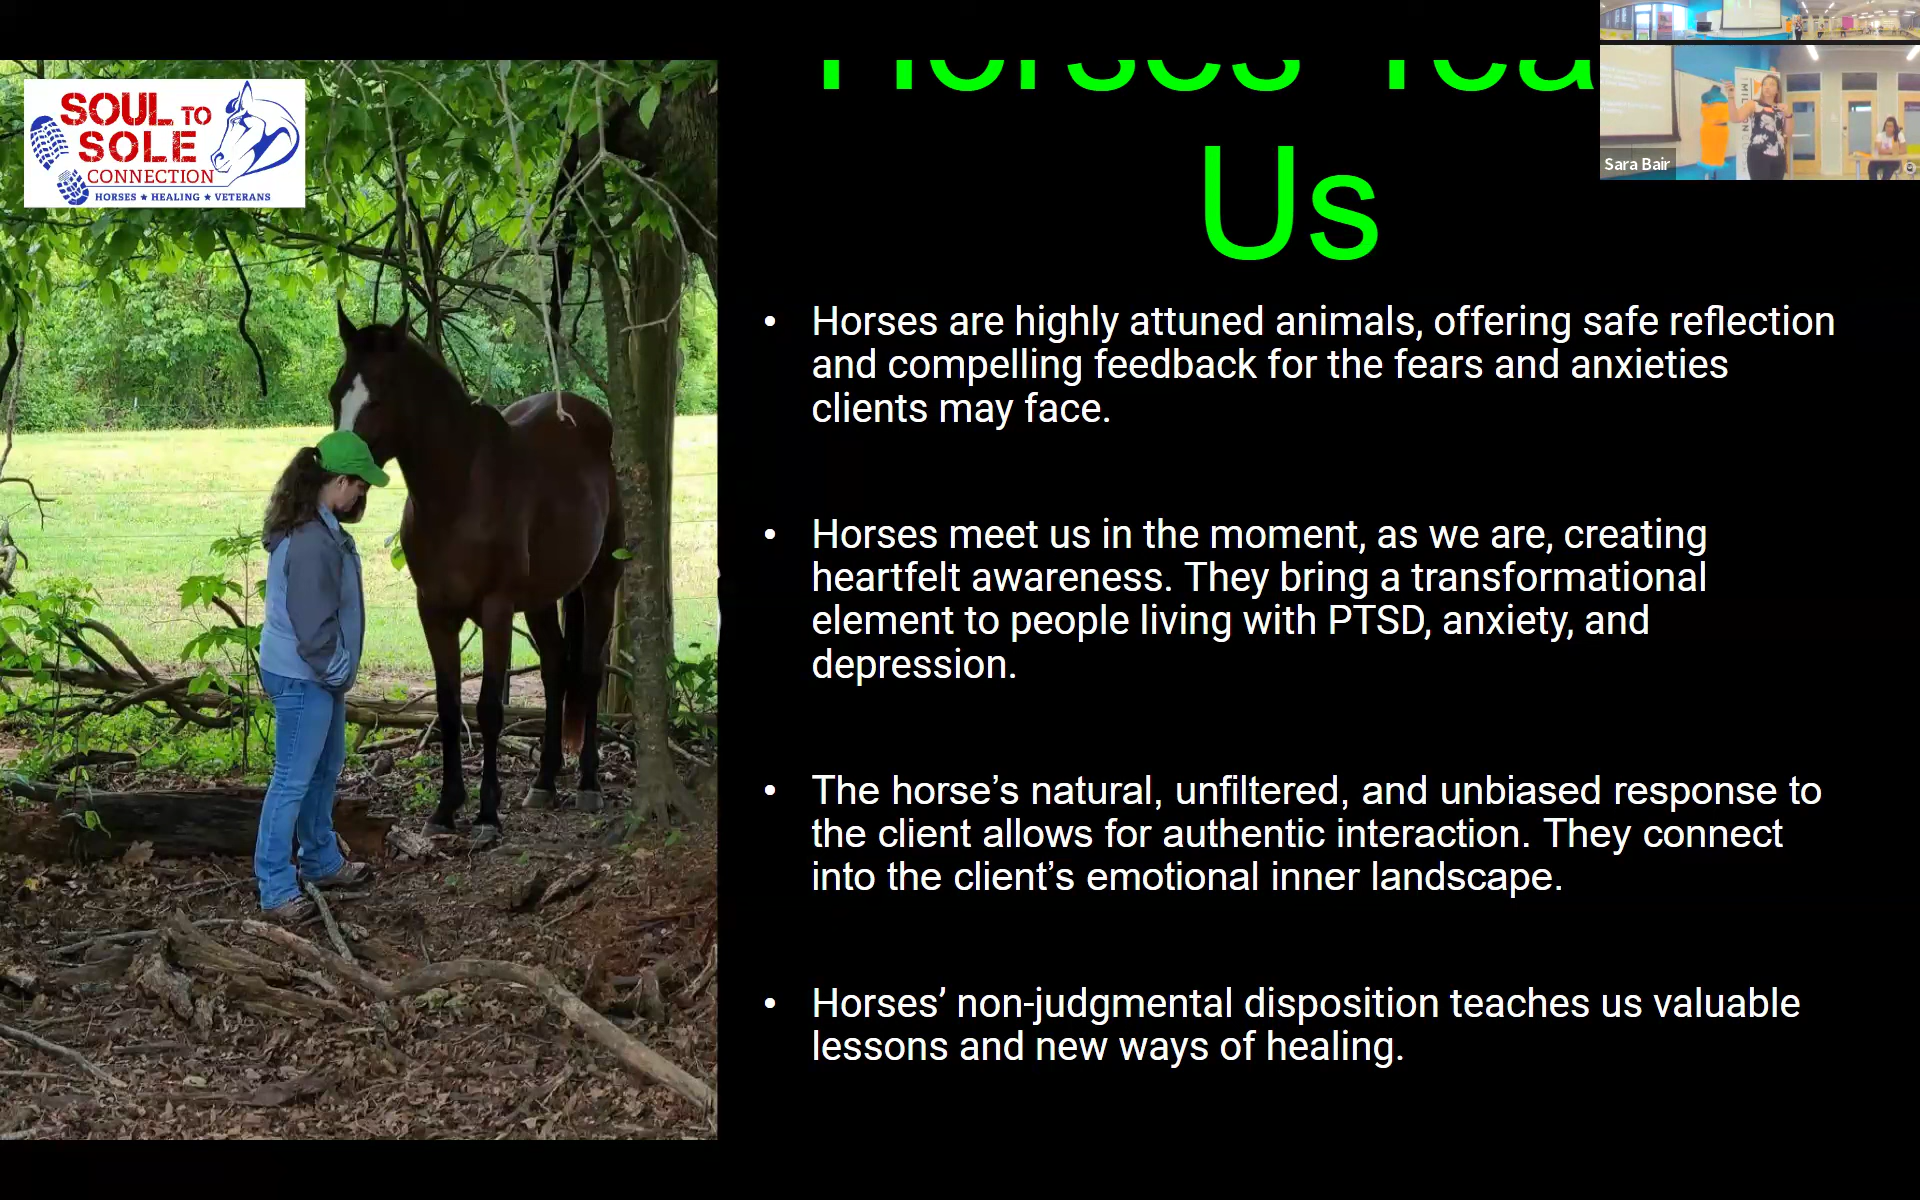 SOUL TO
SOLE
CONNECTION
HORSES ★ HEALING ★ VETERANS
Horses Tea
Us
Sara Bair
• Horses are highly attuned animals, offering safe reflection
and compelling feedback for the fears and anxieties
clients may face.
• Horses meet us in the moment, as we are, creating
heartfelt awareness. They bring a transformational
element to people living with PTSD, anxiety, and
depression.
• The horse’s natural, unfiltered, and unbiased response to
the client allows for authentic interaction. They connect
into the client’s emotional inner landscape.
• Horses’ non-judgmental disposition teaches us valuable
lessons and new ways of healing.